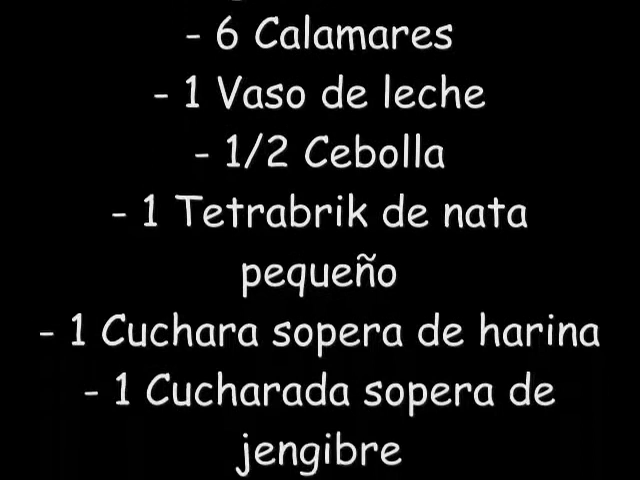 - 6 Calamares
- 1 Vaso de leche
- 1/2 Cebolla
- 1 Tetrabrik de nata
pequeño
- 1 Cuchara sopera de harina
- 1 Cucharada sopera de
jengibre